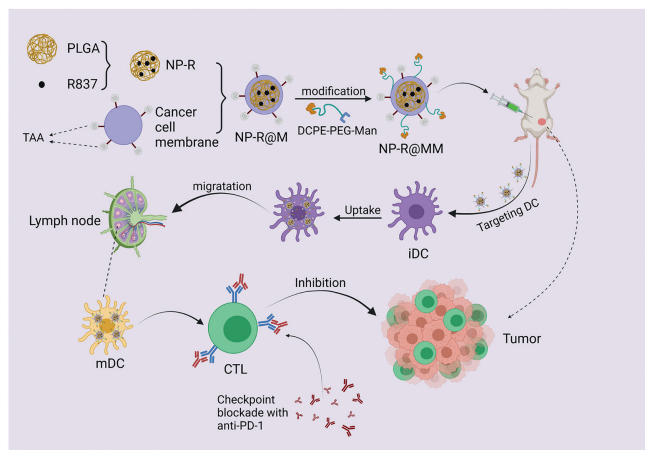 PLGA
R837
NP-R
TAA
Cancer
cell
membrane
NP-R@M
modification
DCPE-PEG-Man
NP-R@MM
Targeting DC
iDC
Uptake
migratation
Lymph node
mDC
CTL
Inhibition
Tumor
Checkpoint
blockade with
anti-PD-1